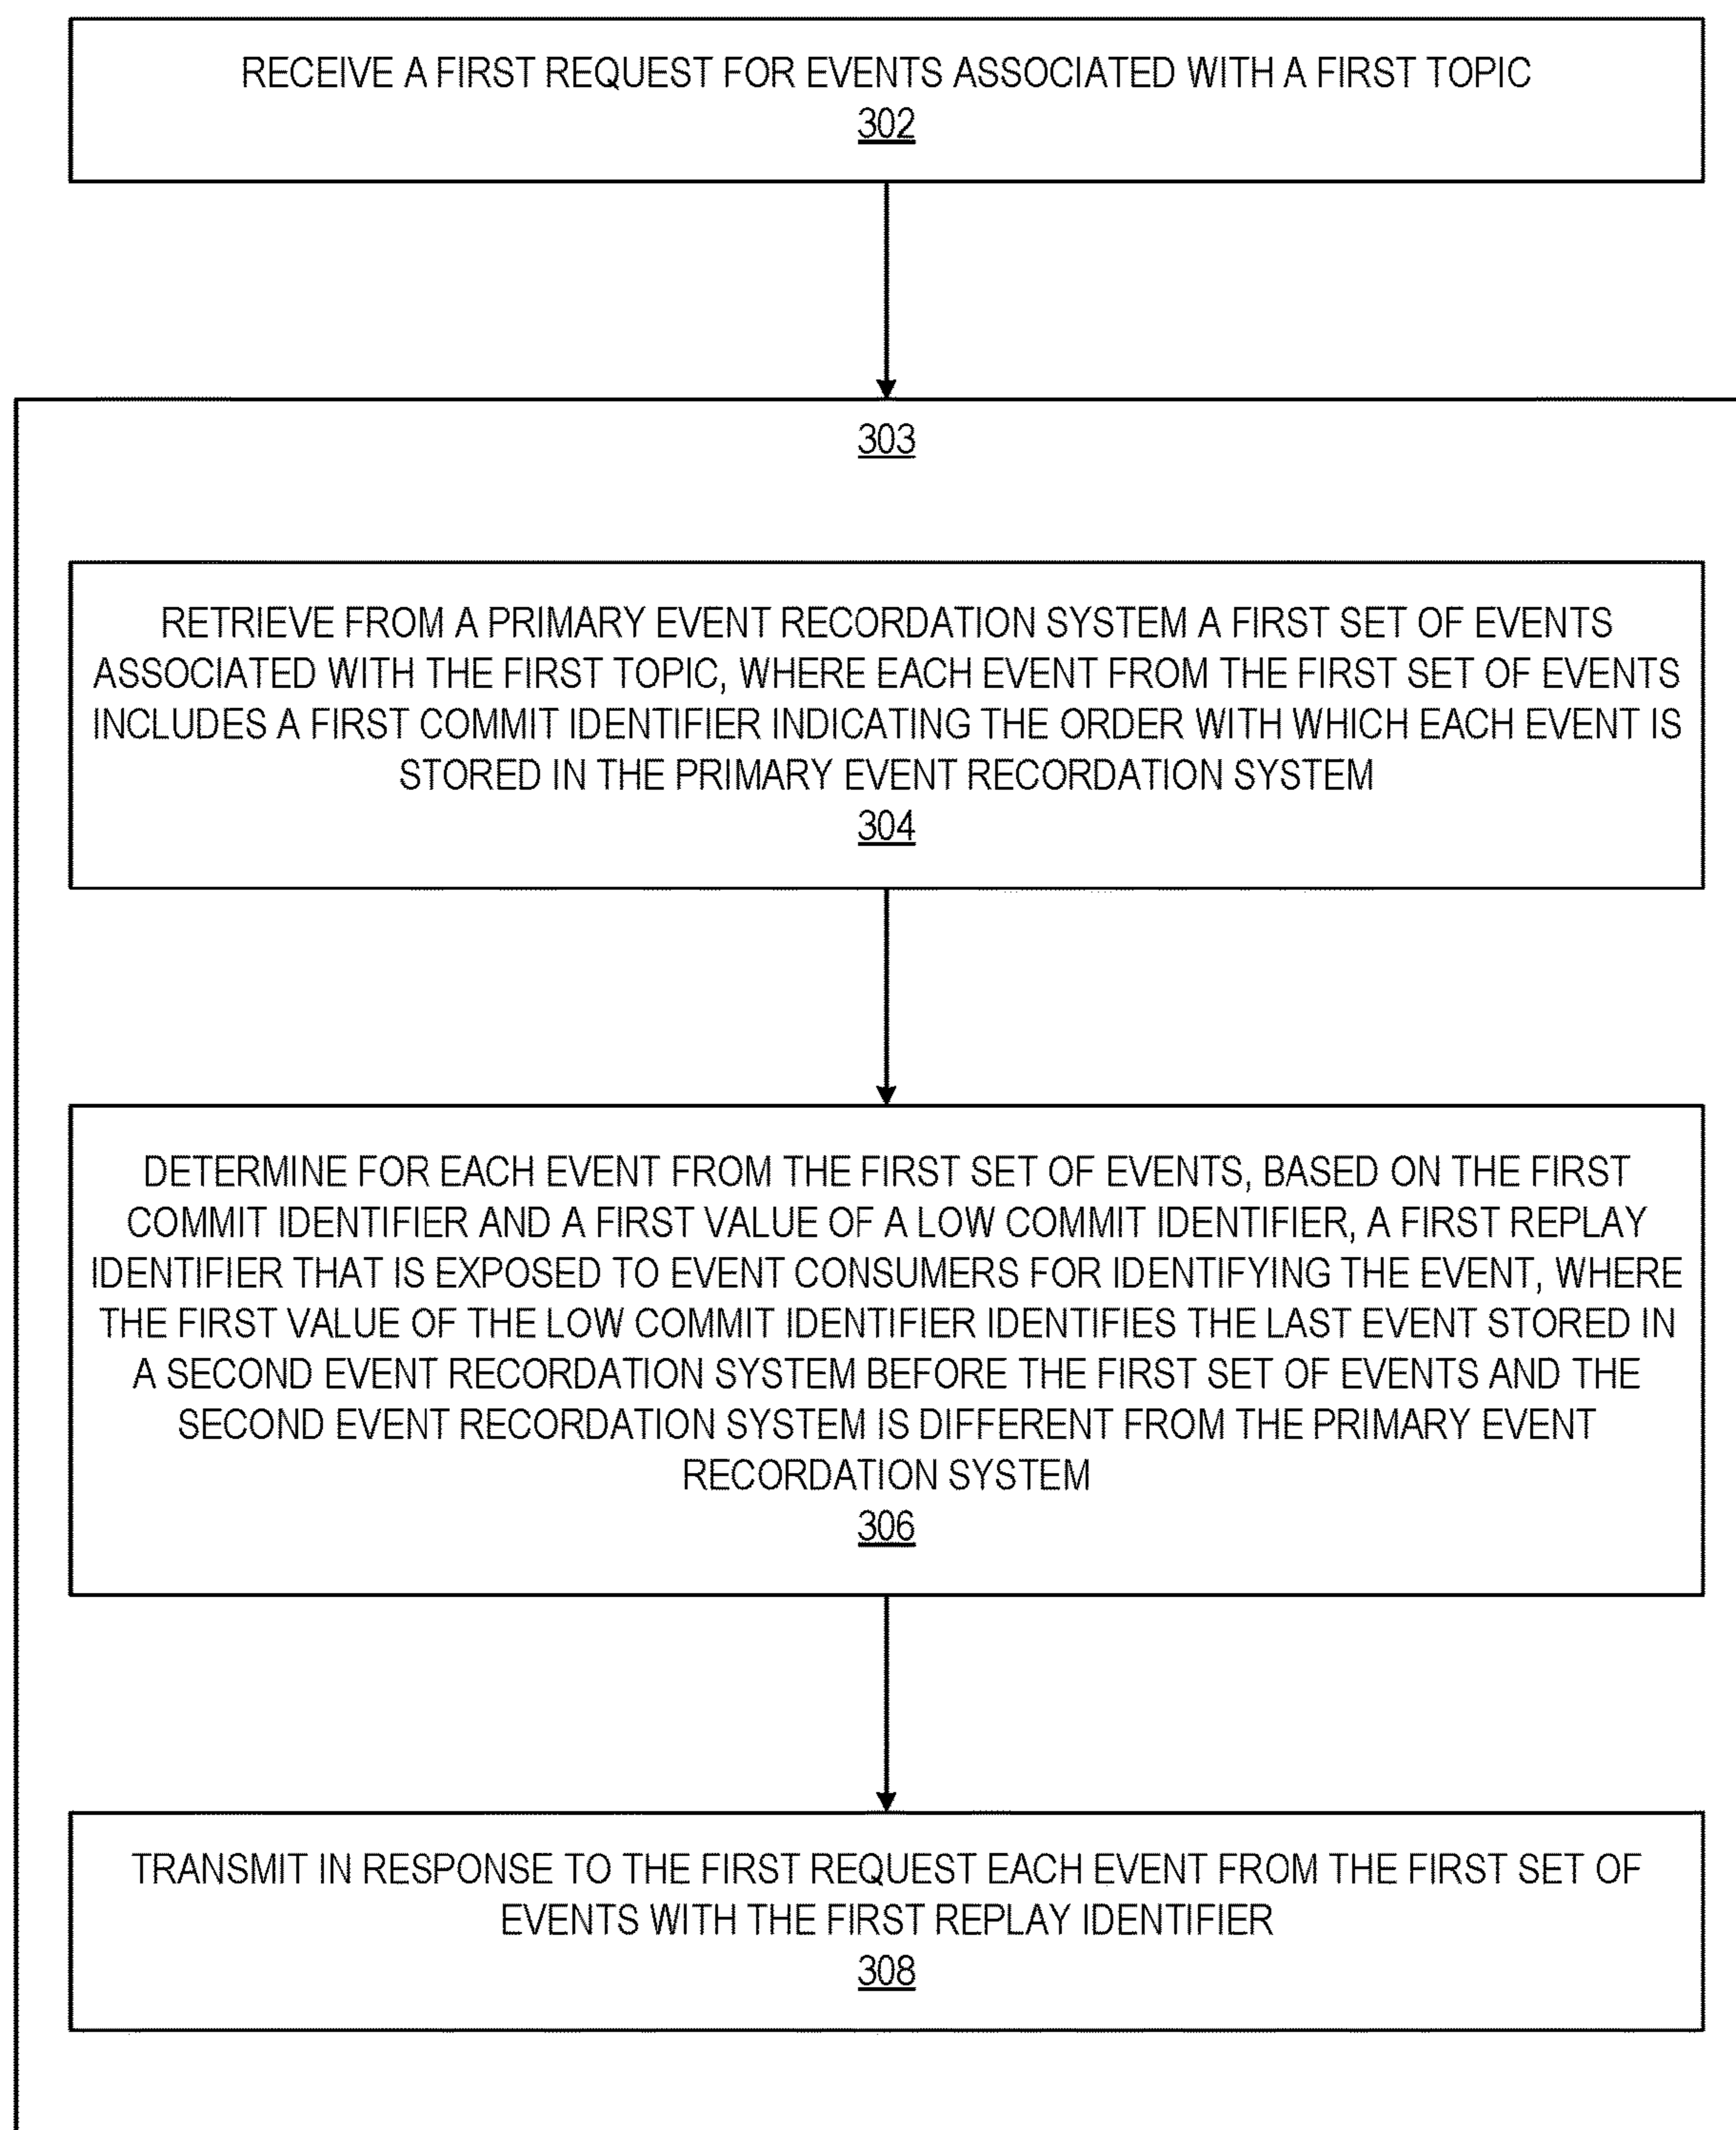 RECEIVE A FIRST REQUEST FOR EVENTS ASSOCIATED WITH A FIRST TOPIC
302
303
RETRIEVE FROM A PRIMARY EVENT RECORDATION SYSTEM A FIRST SET OF EVENTS
ASSOCIATED WITH THE FIRST TOPIC, WHERE EACH EVENT FROM THE FIRST SET OF EVENTS
INCLUDES A FIRST COMMIT IDENTIFIER INDICATING THE ORDER WITH WHICH EACH EVENT IS
STORED IN THE PRIMARY EVENT RECORDATION SYSTEM
304
DETERMINE FOR EACH EVENT FROM THE FIRST SET OF EVENTS, BASED ON THE FIRST
COMMIT IDENTIFIER AND A FIRST VALUE OF A LOW COMMIT IDENTIFIER, A FIRST REPLAY
IDENTIFIER THAT IS EXPOSED TO EVENT CONSUMERS FOR IDENTIFYING THE EVENT, WHERE
THE FIRST VALUE OF THE LOW COMMIT IDENTIFIER IDENTIFIES THE LAST EVENT STORED IN
A SECOND EVENT RECORDATION SYSTEM BEFORE THE FIRST SET OF EVENTS AND THE
SECOND EVENT RECORDATION SYSTEM IS DIFFERENT FROM THE PRIMARY EVENT
RECORDATION SYSTEM
306
TRANSMIT IN RESPONSE TO THE FIRST REQUEST EACH EVENT FROM THE FIRST SET OF
EVENTS WITH THE FIRST REPLAY IDENTIFIER
308